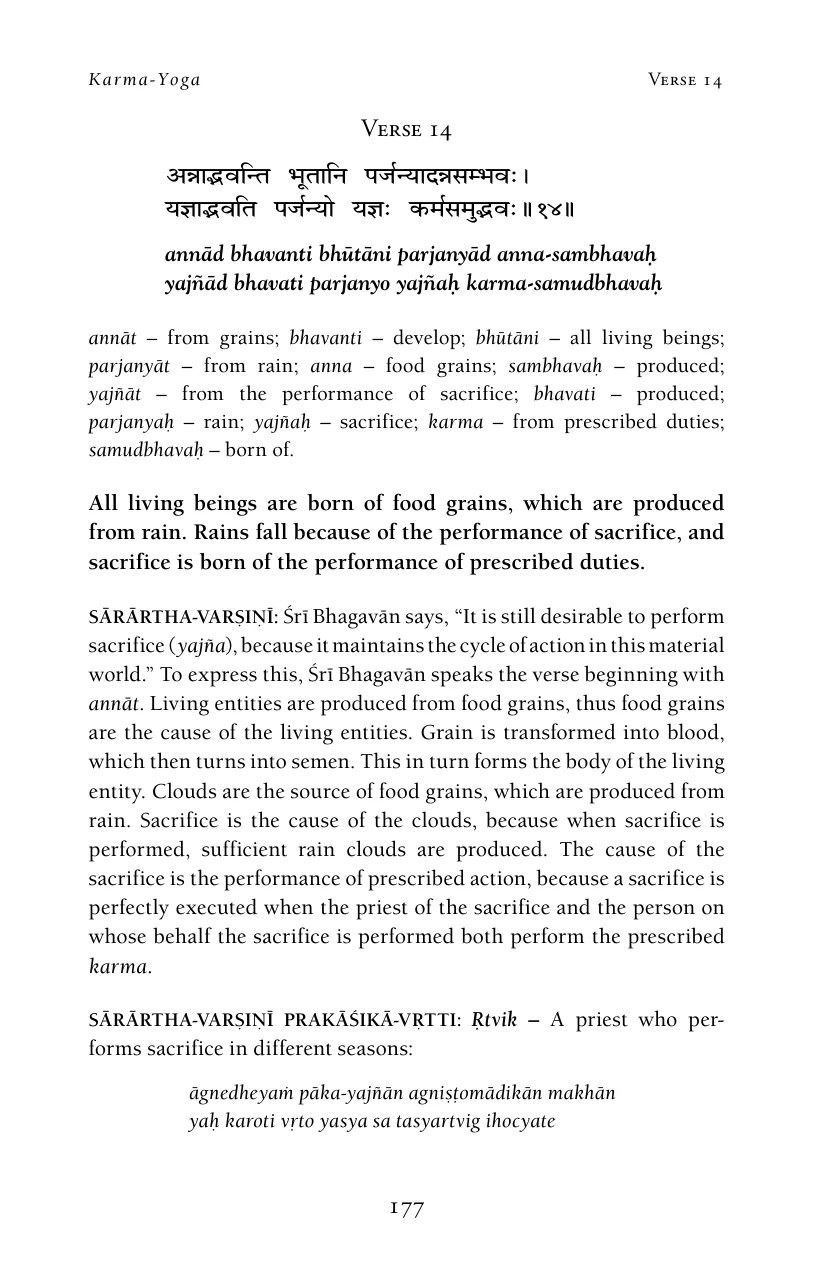 Karma-Yoga Verse 14
Verse 14
अन्नाद्भवन्ति भूतानि पर्जन्यादन्नसम्भवः।
यज्ञाद्भवति पर्जन्यो यज्ञः कर्मसमुद्भवः॥१४॥
annād bhavanti bhūtāni parjanyād anna-sambhavaḥ
yajñād bhavati parjanyo yajñaḥ karma-samudbhavaḥ
annāt – from grains; bhavanti – develop; bhūtāni – all living beings;
parjanyāt – from rain; anna – food grains; sambhavaḥ – produced;
yajñāt – from the performance of sacrifice; bhavati – produced;
parjanyaḥ – rain; yajñaḥ – sacrifice; karma – from prescribed duties;
samudbhavaḥ – born of.
All living beings are born of food grains, which are produced
from rain. Rains fall because of the performance of sacrifice, and
sacrifice is born of the performance of prescribed duties.
SĀRĀRTHA-VARṢIṆĪ: Śrī Bhagavān says, “It is still desirable to perform
sacrifice (yajña), because it maintains the cycle of action in this material
world.” To express this, Śrī Bhagavān speaks the verse beginning with
annāt. Living entities are produced from food grains, thus food grains
are the cause of the living entities. Grain is transformed into blood,
which then turns into semen. This in turn forms the body of the living
entity. Clouds are the source of food grains, which are produced from
rain. Sacrifice is the cause of the clouds, because when sacrifice is
performed, sufficient rain clouds are produced. The cause of the
sacrifice is the performance of prescribed action, because a sacrifice is
perfectly executed when the priest of the sacrifice and the person on
whose behalf the sacrifice is performed both perform the prescribed
karma.
SĀRĀRTHA-VARṢIṆĪ PRAKĀŚIKĀ-VṚTTI: Ṛtvik – A priest who per-
forms sacrifice in different seasons:
āgnedheyaṁ pāka-yajñān agniṣṭomādikān makhān
yaḥ karoti vṛto yasya sa tasyartvig ihocyate
177